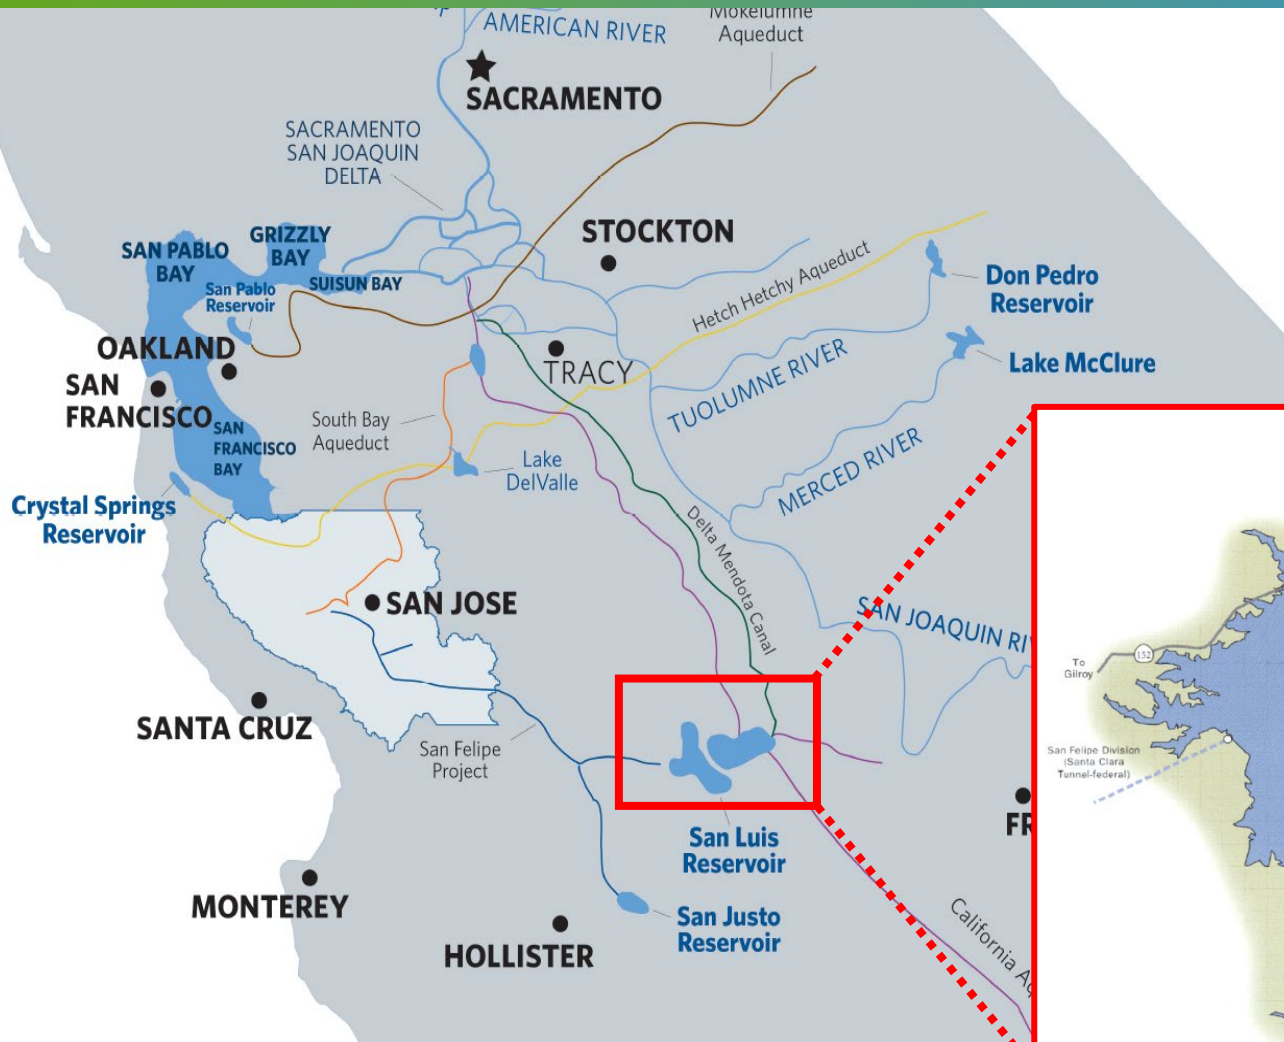 AMERICAN RIVER
Mokelumne
Aqueduct
SACRAMENTO
SACRAMENTO
SAN JOAQUIN
DELTA
STOCKTON
GRIZZLY
BAY
SAN PABLO
BAY
SUISUN BAY
San Pablo
Reservoir
Hetch Hetchy Aqueduct
Don Pedro
Reservoir
OAKLAND
TRACY
TUOLUMNE RIVER
Lake McClure
SAN
FRANCISCO
SAN
FRANCISCO
BAY
South Bay
Aqueduct
Lake
DelValle
MERCED RIVER
Crystal Springs
Reservoir
Delta Mendota Canal
SAN JOSE
SAN JOAQUIN RI
152
To
Gilroy
SANTA CRUZ
San Felipe
Project
San Felipe Division
(Santa Clara
Tunnel-federal)
FR
San Luis
Reservoir
MONTEREY
San Justo
Reservoir
HOLLISTER
California Aq